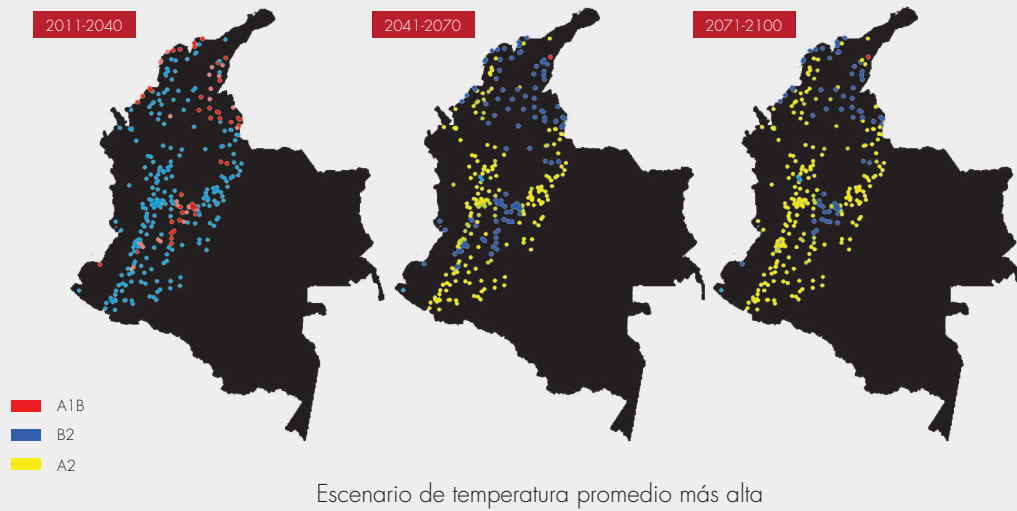 2011-2040
2041-2070
2071-2100
A1B
B2
A2
Escenario de temperatura promedio más alta